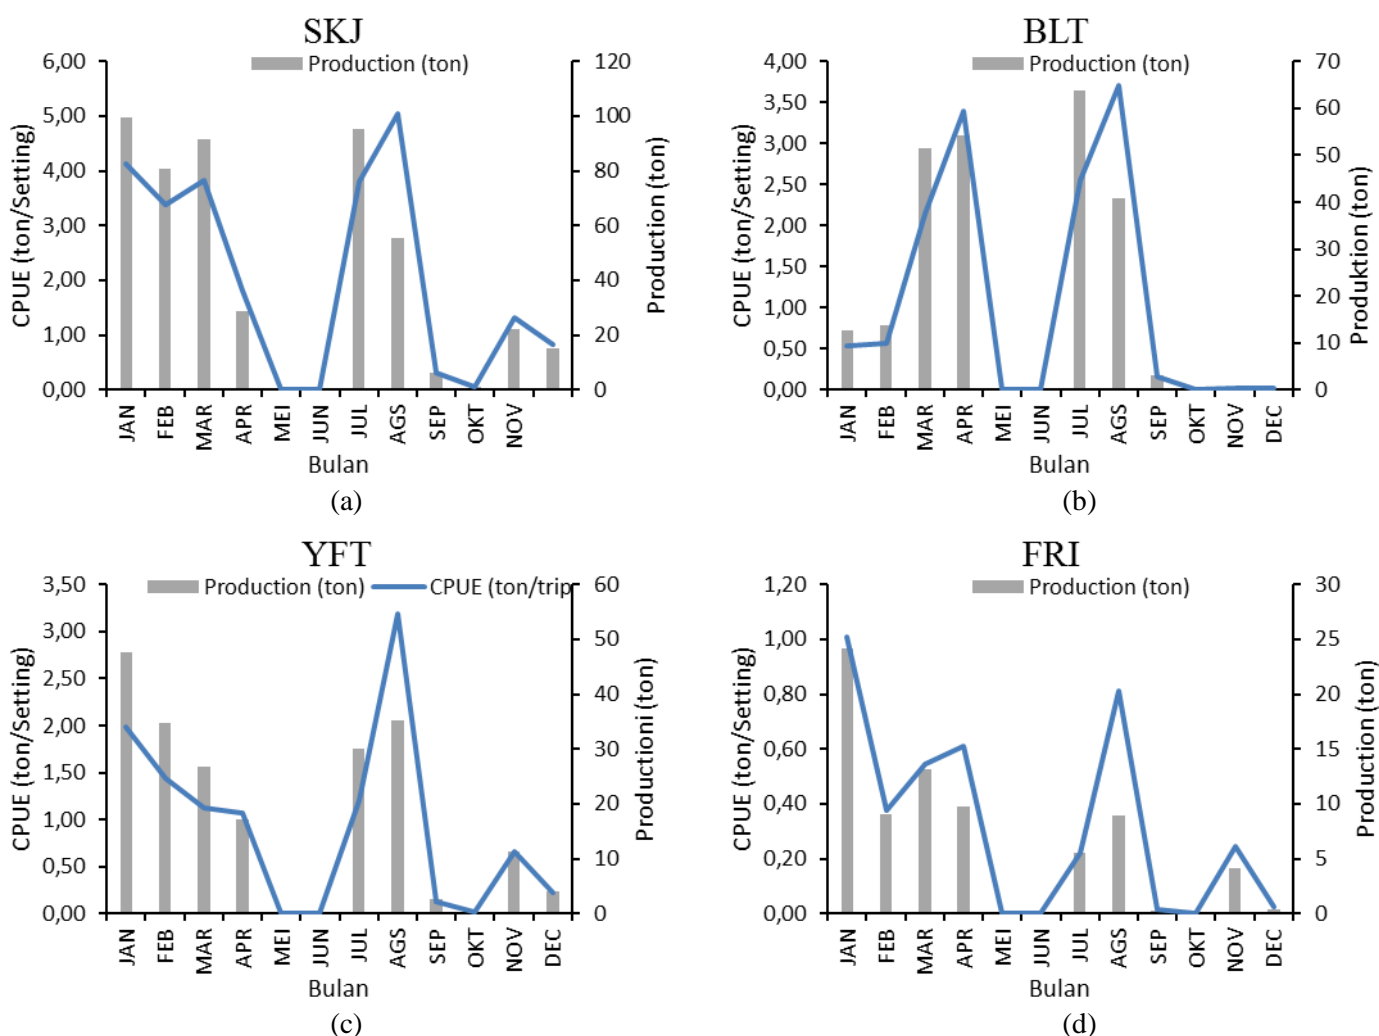 SKJ
Production (ton)
CPUE (ton/Setting)
6,00
5,00
4,00
3,00
2,00
1,00
0,00
120
100
80
60
40
20
0
Production (ton)
JAN FEB MAR APR MEI JUN JUL AGS SEP OKT NOV
Bulan
(a)
BLT
Production (ton)
CPUE (ton/Setting)
4,00
3,50
3,00
2,50
2,00
1,50
1,00
0,50
0,00
70
60
50
40
30
20
10
0
Produktion (ton)
JAN FEB MAR APR MEI JUN JUL AGS SEP OKT NOV DEC
Bulan
(b)
YFT
Production (ton) CPUE (ton/trip
CPUE (ton/Setting)
3,50
3,00
2,50
2,00
1,50
1,00
0,50
0,00
60
50
40
30
20
10
0
Productioni (ton)
JAN FEB MAR APR MEI JUN JUL AGS SEP OKT NOV DEC
Bulan
(c)
FRI
Production (ton)
CPUE (ton/Setting)
1,20
1,00
0,80
0,60
0,40
0,20
0,00
30
25
20
15
10
5
0
Production (ton)
JAN FEB MAR APR MEI JUN JUL AGS SEP OKT NOV DEC
Bulan
(d)